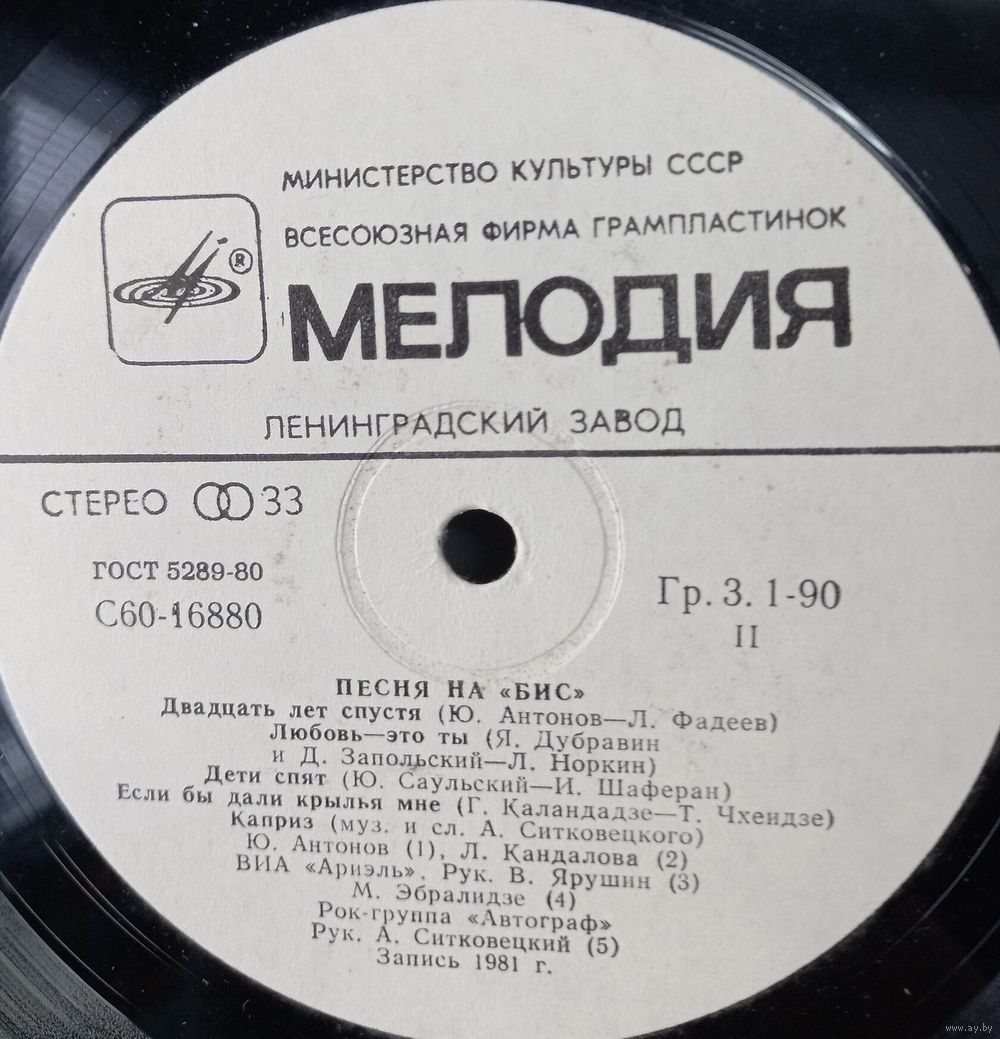 МИНИСТЕРСТВО КУЛЬТУРЫ СССР
ВСЕСОЮЗНАЯ ФИРМА ГРАМПЛАСТИНОК
®
МЕЛОДИЯ
ЛЕНИНГРАДСКИЙ ЗАВОД
СТЕРЕО 33
ГОСТ 5289-80
С60-16880
Гр. 3. 1-90
II
ПЕСНЯ НА «БИС»
Двадцать лет спустя (Ю. Антонов—Л. Фадеев)
Любовь—это ты (Я. Дубравин
и Д. Запольский—Л. Норкин)
Дети спят (Ю. Саульский—И. Шаферан)
Если бы дали крылья мне (Г. Каландадзе—Т. Чхеидзе)
Каприз (муз. и сл. А. Ситковецкого)
Ю. Антонов (1), Л. Кандалова (2)
ВИА «Ариэль». Рук. В. Ярушин (3)
М. Эбралидзе (4)
Рок-группа «Автограф»
Рук. А. Ситковецкий (5)
Запись 1981 г.
www.ay.by